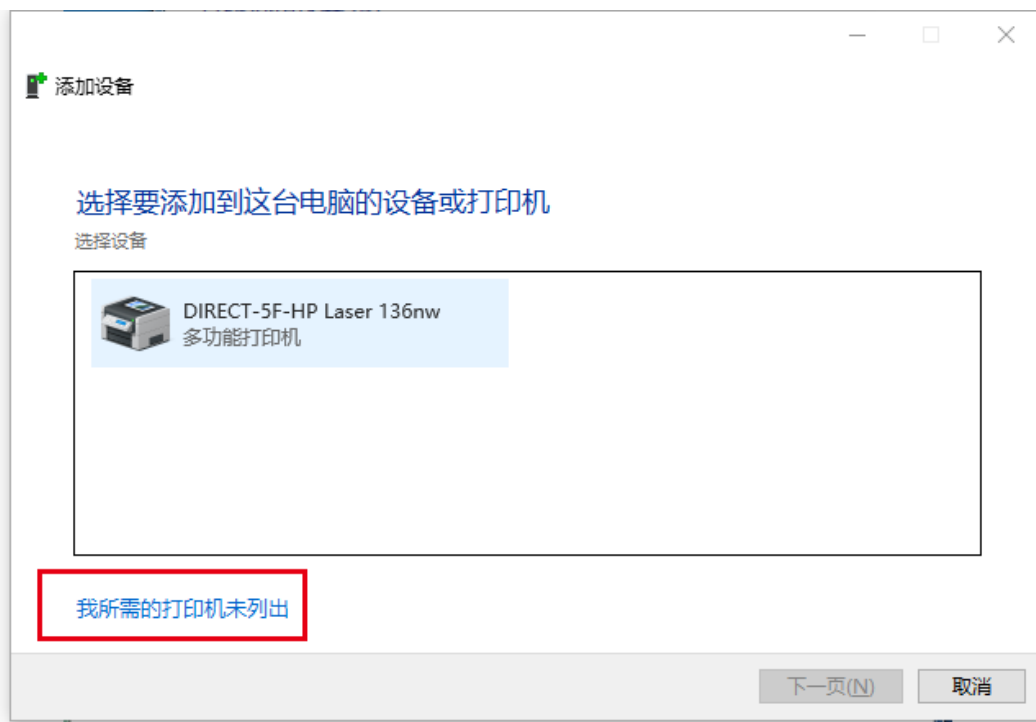 添加设备
选择要添加到这台电脑的设备或打印机
选择设备
DIRECT-5F-HP Laser 136nw
多功能打印机
我所需的打印机未列出
下一页(N)
取消